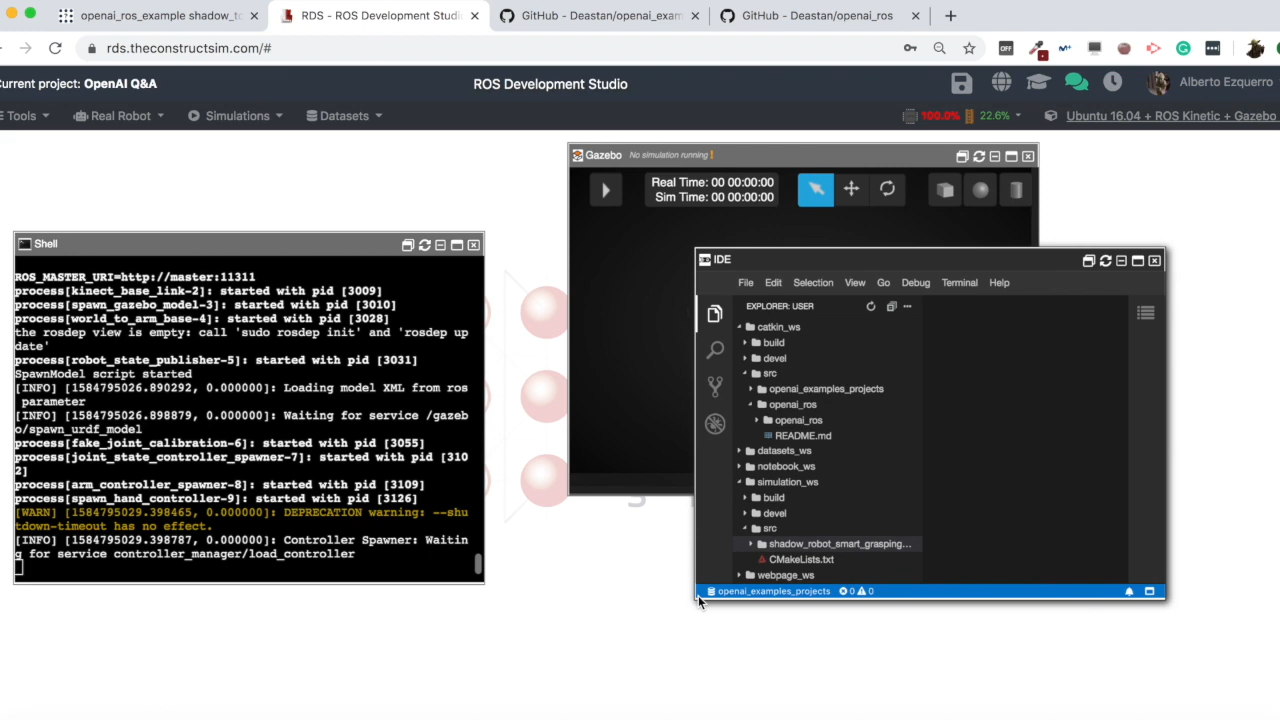 openai_ros_example shadow_to
RDS - ROS Development Studi
GitHub - Deastan/openai_exam
GitHub - Deastan/openai_ros
rds.theconstructsim.com/#
OFF
Current project: OpenAI Q&A
ROS Development Studio
Alberto Ezquerro
Tools
Real Robot
Simulations
Datasets
100.0%
22.6%
Ubuntu 16.04 + ROS Kinetic + Gazebo
Gazebo
No simulation running !
Real Time: 00 00:00:00
Sim Time: 00 00:00:00
Shell
ROS_MASTER_URI=http://master:11311
process[kinect_base_link-2]: started with pid [3009]
process[spawn_gazebo_model-3]: started with pid [3010]
process[world_to_arm_base-4]: started with pid [3028]
the rosdep view is empty: call 'sudo rosdep init' and 'rosdep up
date'
process[robot_state_publisher-5]: started with pid [3031]
SpawnModel script started
[INFO] [1584795026.890292, 0.000000]: Loading model XML from ros
parameter
[INFO] [1584795026.898879, 0.000000]: Waiting for service /gazeb
o/spawn_urdf_model
process[fake_joint_calibration-6]: started with pid [3055]
process[joint_state_controller_spawner-7]: started with pid [310
2]
process[arm_controller_spawner-8]: started with pid [3109]
process[spawn_hand_controller-9]: started with pid [3126]
[WARN] [1584795029.398465, 0.000000]: DEPRECATION warning: --shu
tdown-timeout has no effect.
[INFO] [1584795029.398787, 0.000000]: Controller Spawner: Waitin
g for service controller_manager/load_controller
IDE
File Edit Selection View Go Debug Terminal Help
EXPLORER: USER
catkin_ws
build
devel
src
openai_examples_projects
openai_ros
openai_ros
README.md
datasets_ws
notebook_ws
simulation_ws
build
devel
src
shadow_robot_smart_grasping...
CMakeLists.txt
webpage_ws
openai_examples_projects 0 0